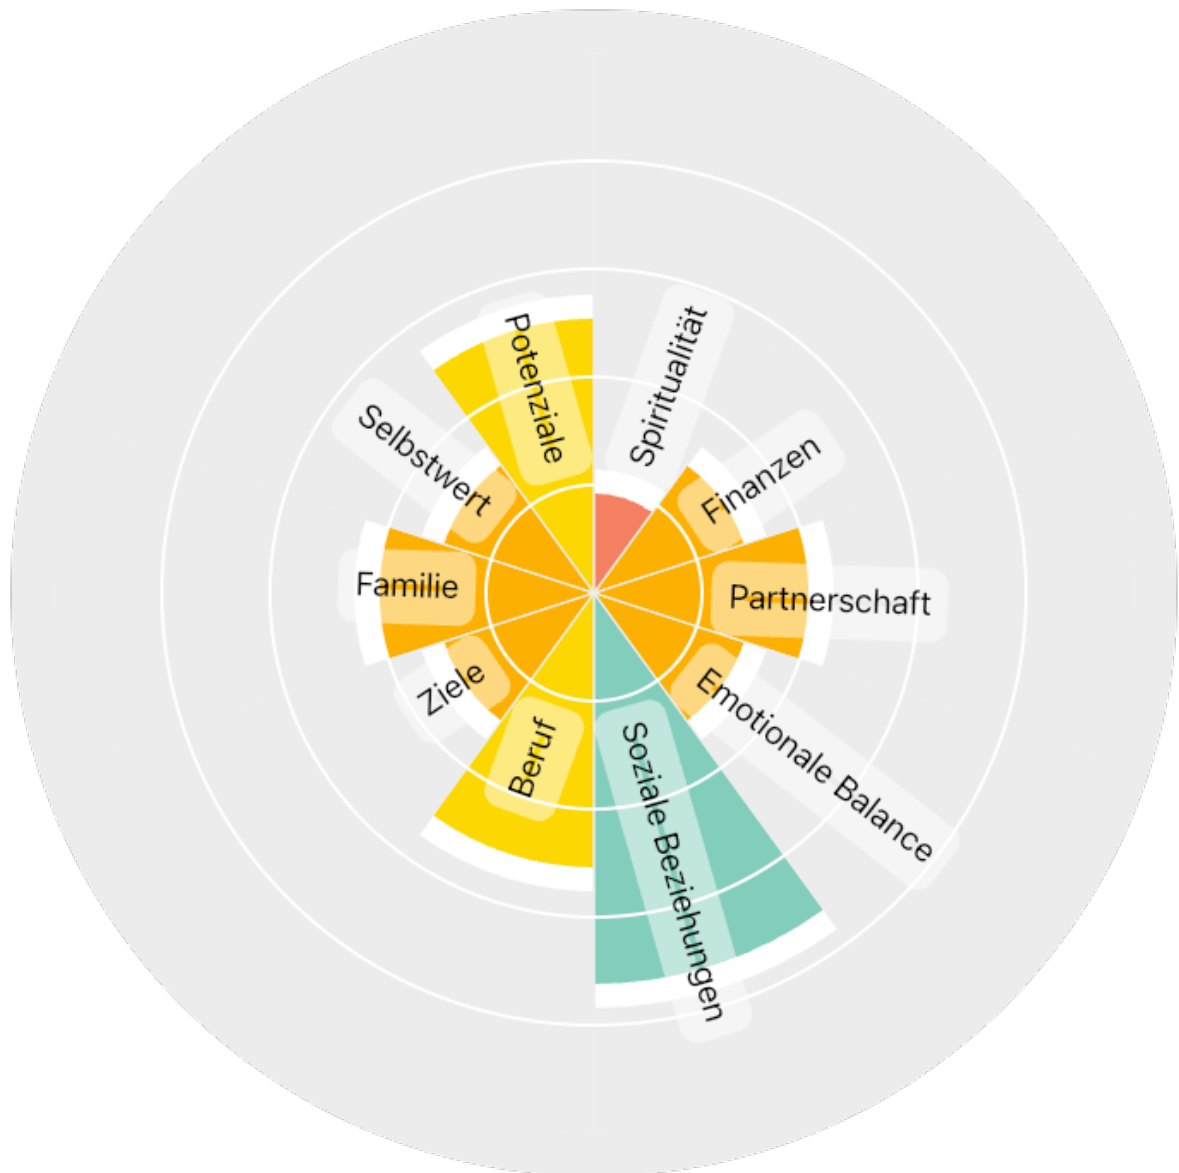 Spiritualität
Finanzen
Partnerschaft
Emotionale Balance
Soziale Beziehungen
Beruf
Ziele
Familie
Selbstwert
Potenziale